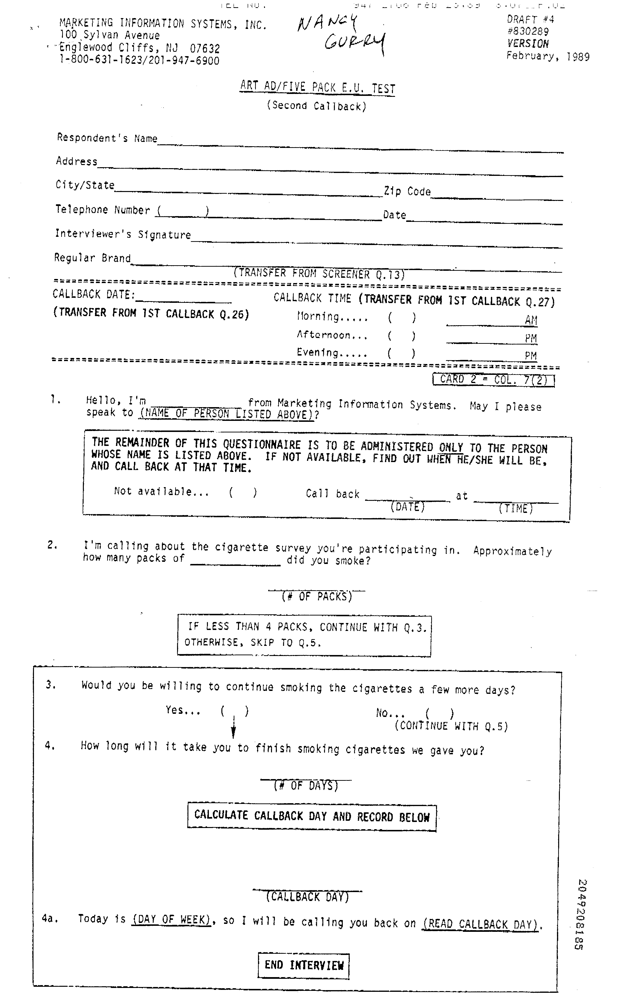 TEL NO.
MARKETING INFORMATION SYSTEMS, INC.
100 Sylvan Avenue
Englewood Cliffs, NJ 07632
1-800-631-1623/201-947-6900
NANCY
GURRY
DRAFT #4
#830289
VERSION
February, 1989
ART AD/FIVE PACK E.U. TEST
(Second Callback)
Respondent's Name
Address
City/State Zip Code
Telephone Number ( ) Date
Interviewer's Signature
Regular Brand
(TRANSFER FROM SCREENER Q.13)
CALLBACK DATE: CALLBACK TIME (TRANSFER FROM 1ST CALLBACK Q.27)
(TRANSFER FROM 1ST CALLBACK Q.26) Morning..... ( ) AM
Afternoon... ( ) PM
Evening..... ( ) PM
CARD 2 = COL. 7(2)
1. Hello, I'm from Marketing Information Systems. May I please
speak to (NAME OF PERSON LISTED ABOVE)?
THE REMAINDER OF THIS QUESTIONNAIRE IS TO BE ADMINISTERED ONLY TO THE PERSON
WHOSE NAME IS LISTED ABOVE. IF NOT AVAILABLE, FIND OUT WHEN HE/SHE WILL BE,
AND CALL BACK AT THAT TIME.
Not available... ( ) Call back at
(DATE) (TIME)
2. I'm calling about the cigarette survey you're participating in. Approximately
how many packs of did you smoke?
(# OF PACKS)
IF LESS THAN 4 PACKS, CONTINUE WITH Q.3.
OTHERWISE, SKIP TO Q.5.
3. Would you be willing to continue smoking the cigarettes a few more days?
Yes... ( ) No... ( )
(CONTINUE WITH Q.5)
4. How long will it take you to finish smoking cigarettes we gave you?
(# OF DAYS)
CALCULATE CALLBACK DAY AND RECORD BELOW
(CALLBACK DAY)
4a. Today is (DAY OF WEEK), so I will be calling you back on (READ CALLBACK DAY).
END INTERVIEW
2049208185